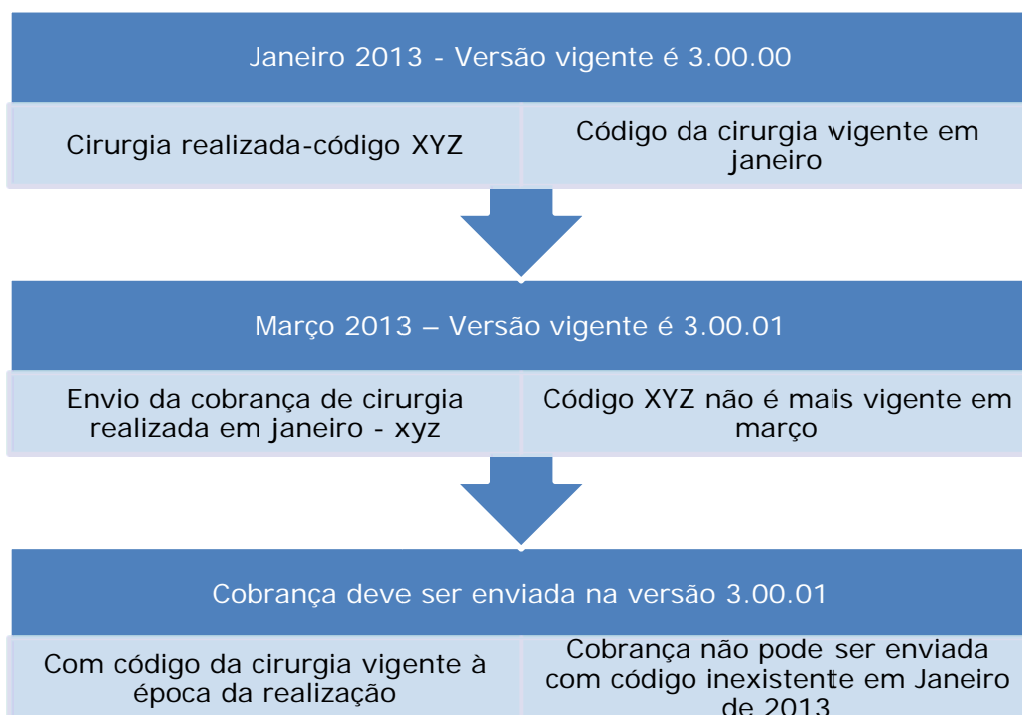 Janeiro 2013 - Versão vigente é 3.00.00
Cirurgia realizada-código XYZ
Código da cirurgia vigente em
janeiro
Março 2013 – Versão vigente é 3.00.01
Envio da cobrança de cirurgia
realizada em janeiro - xyz
Código XYZ não é mais vigente em
março
Cobrança deve ser enviada na versão 3.00.01
Com código da cirurgia vigente à
época da realização
Cobrança não pode ser enviada
com código inexistente em Janeiro
de 2013